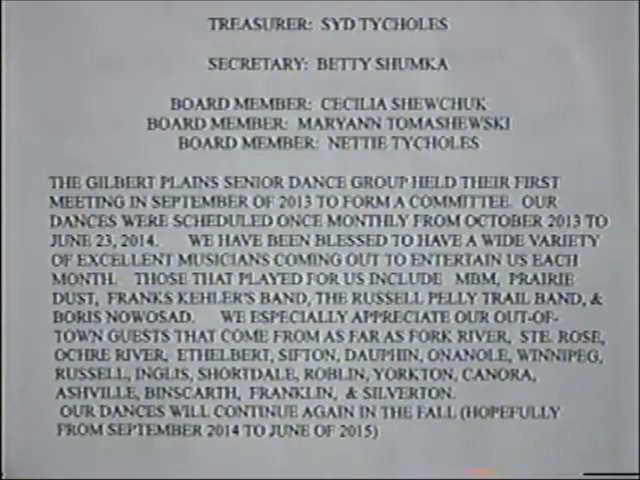 TREASURER: SYD TYCHOLES
SECRETARY: BETTY SHUMKA
BOARD MEMBER: CECILIA SHEWCHUK
BOARD MEMBER: MARYANN TOMASHEWSKI
BOARD MEMBER: NETTIE TYCHOLES
THE GILBERT PLAINS SENIOR DANCE GROUP HELD THEIR FIRST
MEETING IN SEPTEMBER OF 2013 TO FORM A COMMITTEE. OUR
DANCES WERE SCHEDULED ONCE MONTHLY FROM OCTOBER 2013 TO
JUNE 23, 2014. WE HAVE BEEN BLESSED TO HAVE A WIDE VARIETY
OF EXCELLENT MUSICIANS COMING OUT TO ENTERTAIN US EACH
MONTH. THOSE THAT PLAYED FOR US INCLUDE MBM, PRAIRIE
DUST, FRANKS KEHLER'S BAND, THE RUSSELL PELLY TRAIL BAND, &
BORIS NOWOSAD. WE ESPECIALLY APPRECIATE OUR OUT-OF-
TOWN GUESTS THAT COME FROM AS FAR AS FORK RIVER, STE. ROSE,
OCHRE RIVER, ETHELBERT, SIFTON, DAUPHIN, ONANOLE, WINNIPEG,
RUSSELL, INGLIS, SHORTDALE, ROBLIN, YORKTON, CANORA,
ASHVILLE, BINSCARTH, FRANKLIN, & SILVERTON.
OUR DANCES WILL CONTINUE AGAIN IN THE FALL (HOPEFULLY
FROM SEPTEMBER 2014 TO JUNE OF 2015)